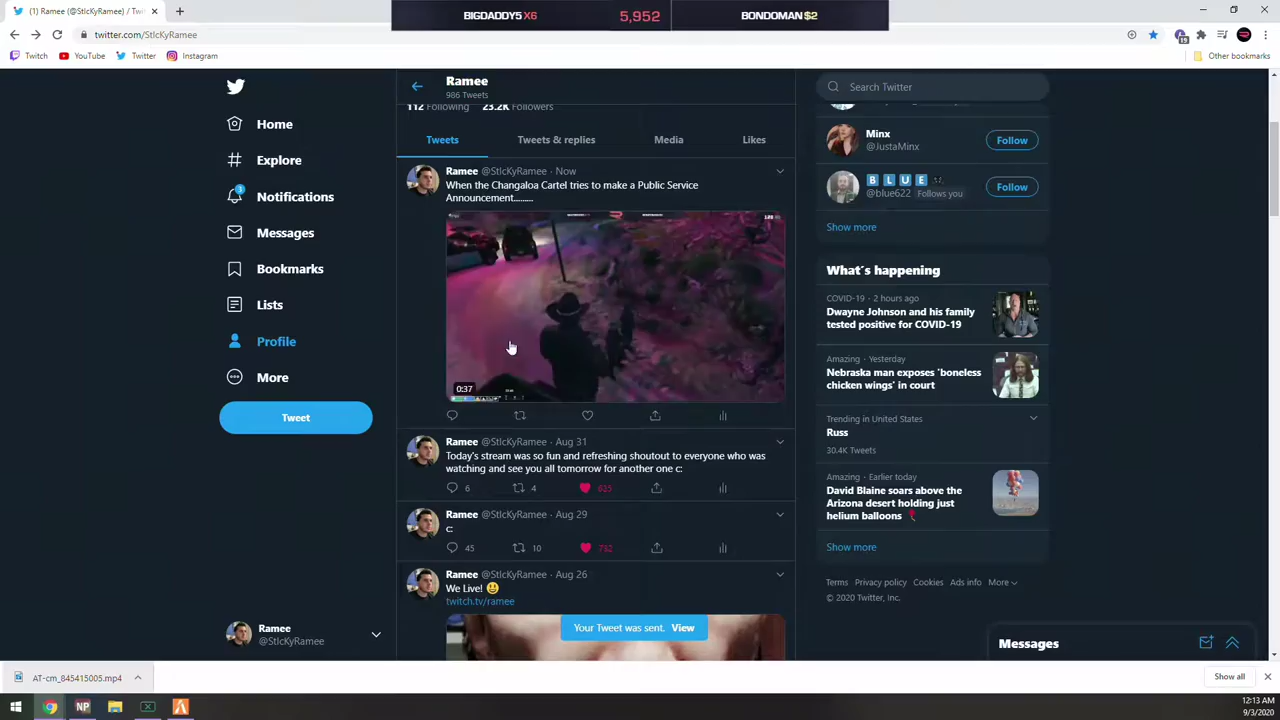 (1) Ramee (@StIcKyRamee) / Twi
BIGDADDY5 X6
5,952
BONDOMAN $2
twitter.com/StIcKyRamee
19
Twitch
YouTube
Twitter
Instagram
Other bookmarks
Ramee
986 Tweets
112 Following
23.2K Followers
Tweets
Tweets & replies
Media
Likes
Home
Explore
3
Notifications
Messages
Bookmarks
Lists
Profile
More
Tweet
Ramee
@StIcKyRamee
Ramee @StIcKyRamee · Now
When the Changaloa Cartel tries to make a Public Service
Announcement.........
0:37
Ramee @StIcKyRamee · Aug 31
Today's stream was so fun and refreshing shoutout to everyone who was
watching and see you all tomorrow for another one c:
6
4
625
Ramee @StIcKyRamee · Aug 29
c:
45
10
732
Ramee @StIcKyRamee · Aug 26
We Live! 😃
twitch.tv/ramee
Your Tweet was sent. View
Search Twitter
Minx
@JustaMinx
Follow
B L U E
@blue622 Follows you
Follow
Show more
What's happening
COVID-19 · 2 hours ago
Dwayne Johnson and his family
tested positive for COVID-19
Amazing · Yesterday
Nebraska man exposes 'boneless
chicken wings' in court
Trending in United States
Russ
30.4K Tweets
Amazing · Earlier today
David Blaine soars above the
Arizona desert holding just
helium balloons 🎈
Show more
Terms Privacy policy Cookies Ads info More
© 2020 Twitter, Inc.
Messages
AT-cm_845415005.mp4
Show all
NP
12:13 AM
9/3/2020